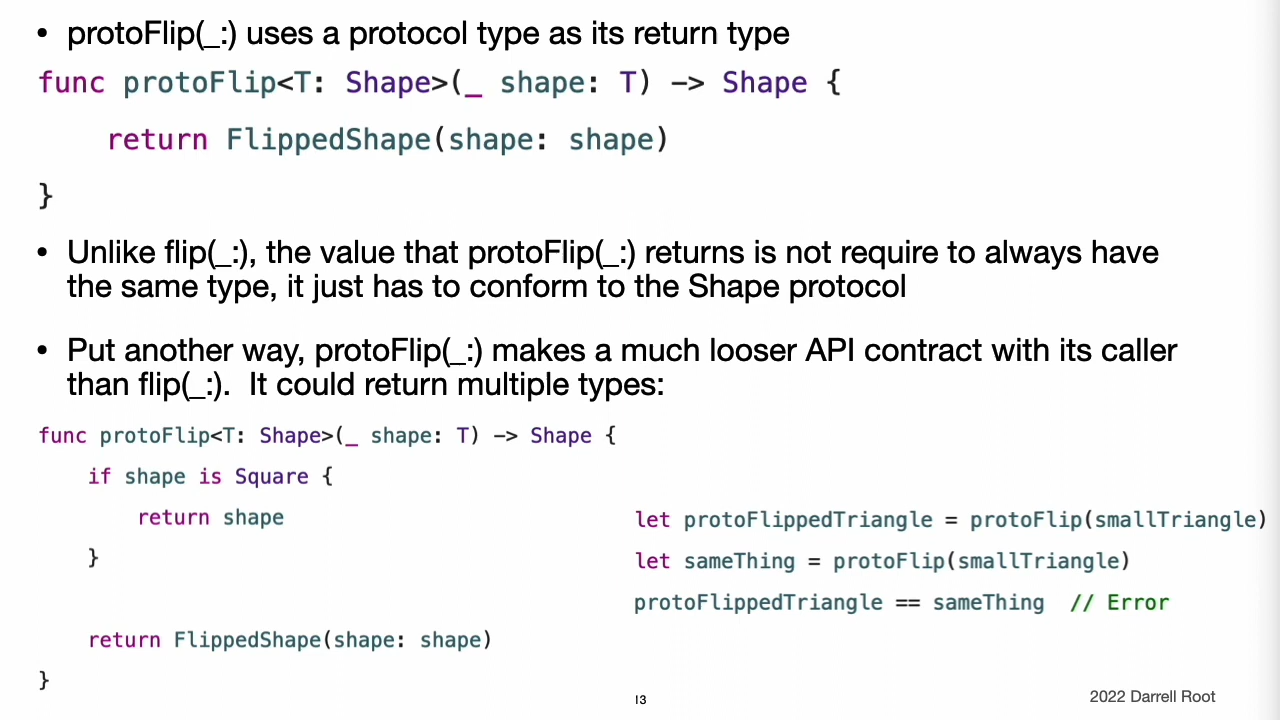 • protoFlip(_:) uses a protocol type as its return type
func protoFlip<T: Shape>(_ shape: T) -> Shape {
return FlippedShape(shape: shape)
}
• Unlike flip(_:), the value that protoFlip(_:) returns is not require to always have
the same type, it just has to conform to the Shape protocol
• Put another way, protoFlip(_:) makes a much looser API contract with its caller
than flip(_:).  It could return multiple types:
func protoFlip<T: Shape>(_ shape: T) -> Shape {
if shape is Square {
return shape
}
return FlippedShape(shape: shape)
}
let protoFlippedTriangle = protoFlip(smallTriangle)
let sameThing = protoFlip(smallTriangle)
protoFlippedTriangle == sameThing  // Error
13
2022 Darrell Root